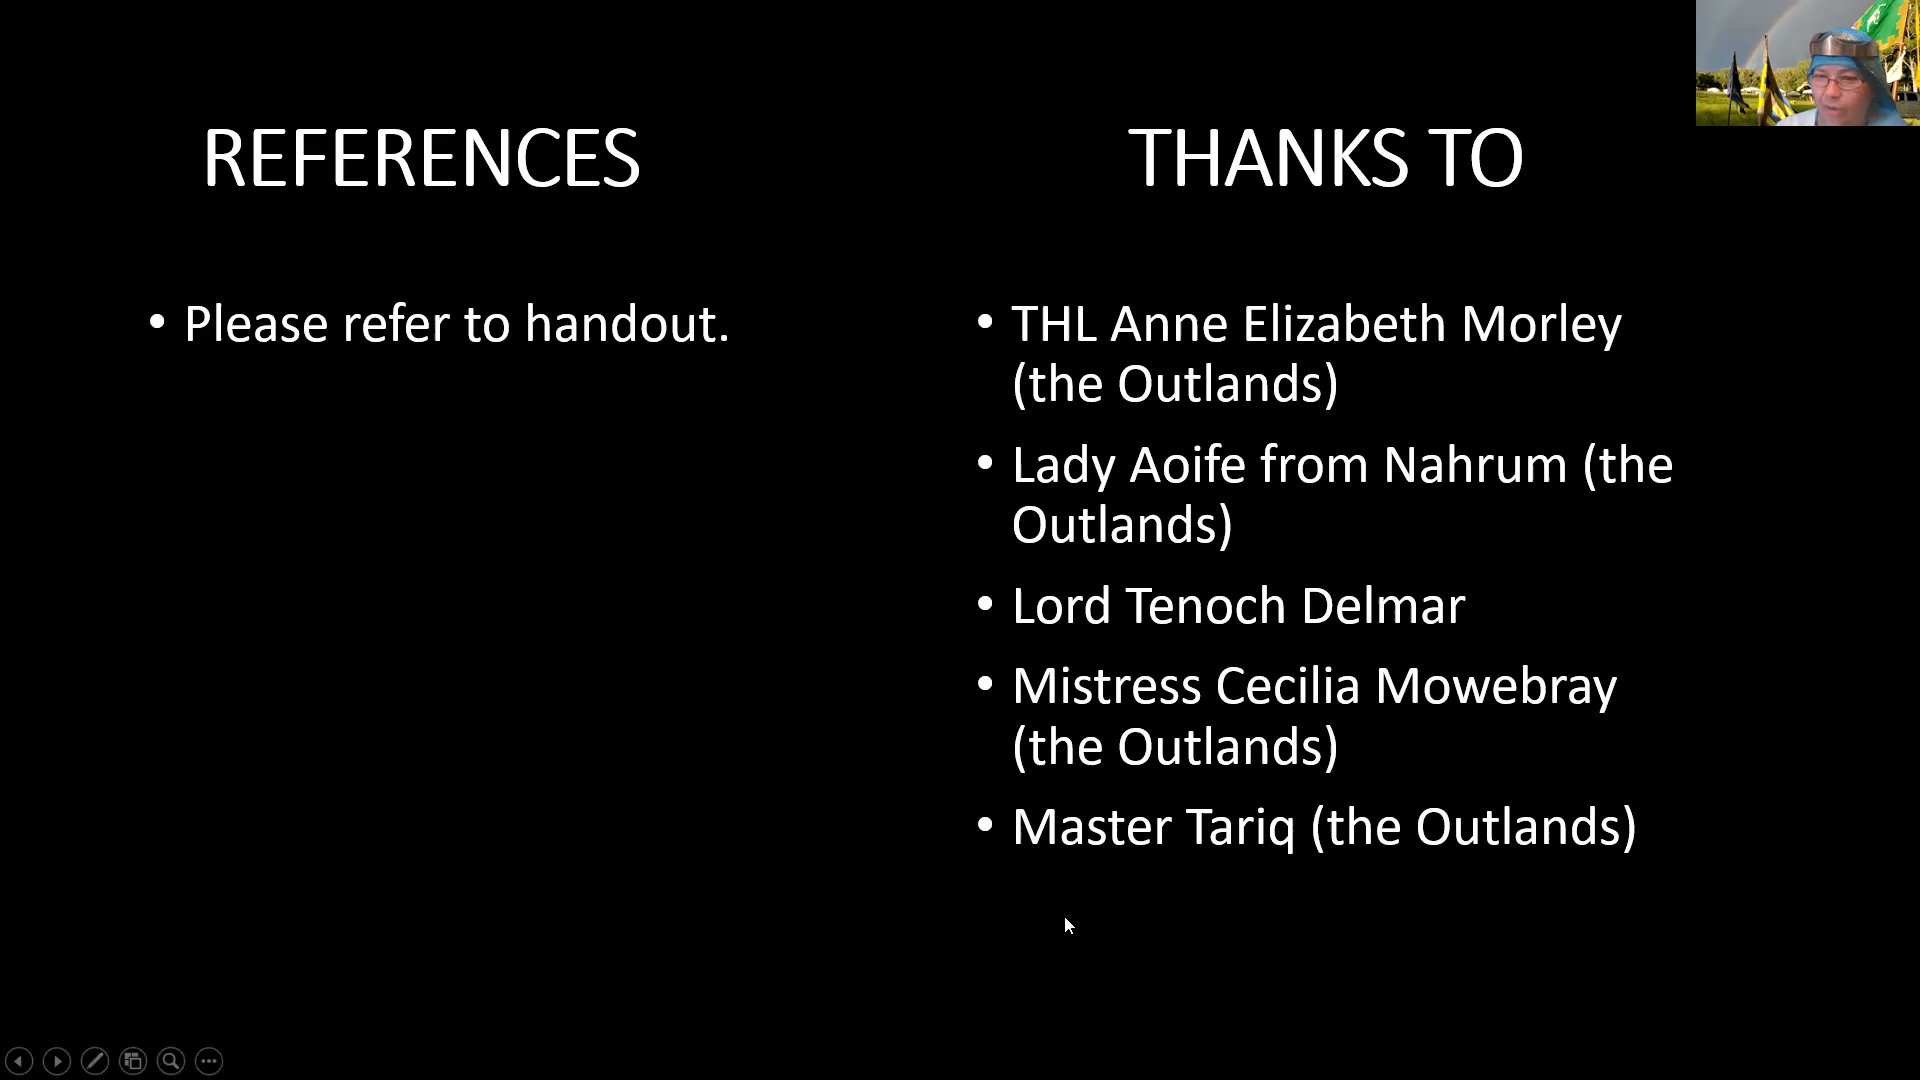 REFERENCES
• Please refer to handout.
THANKS TO
• THL Anne Elizabeth Morley
(the Outlands)
• Lady Aoife from Nahrum (the
Outlands)
• Lord Tenoch Delmar
• Mistress Cecilia Mowebray
(the Outlands)
• Master Tariq (the Outlands)